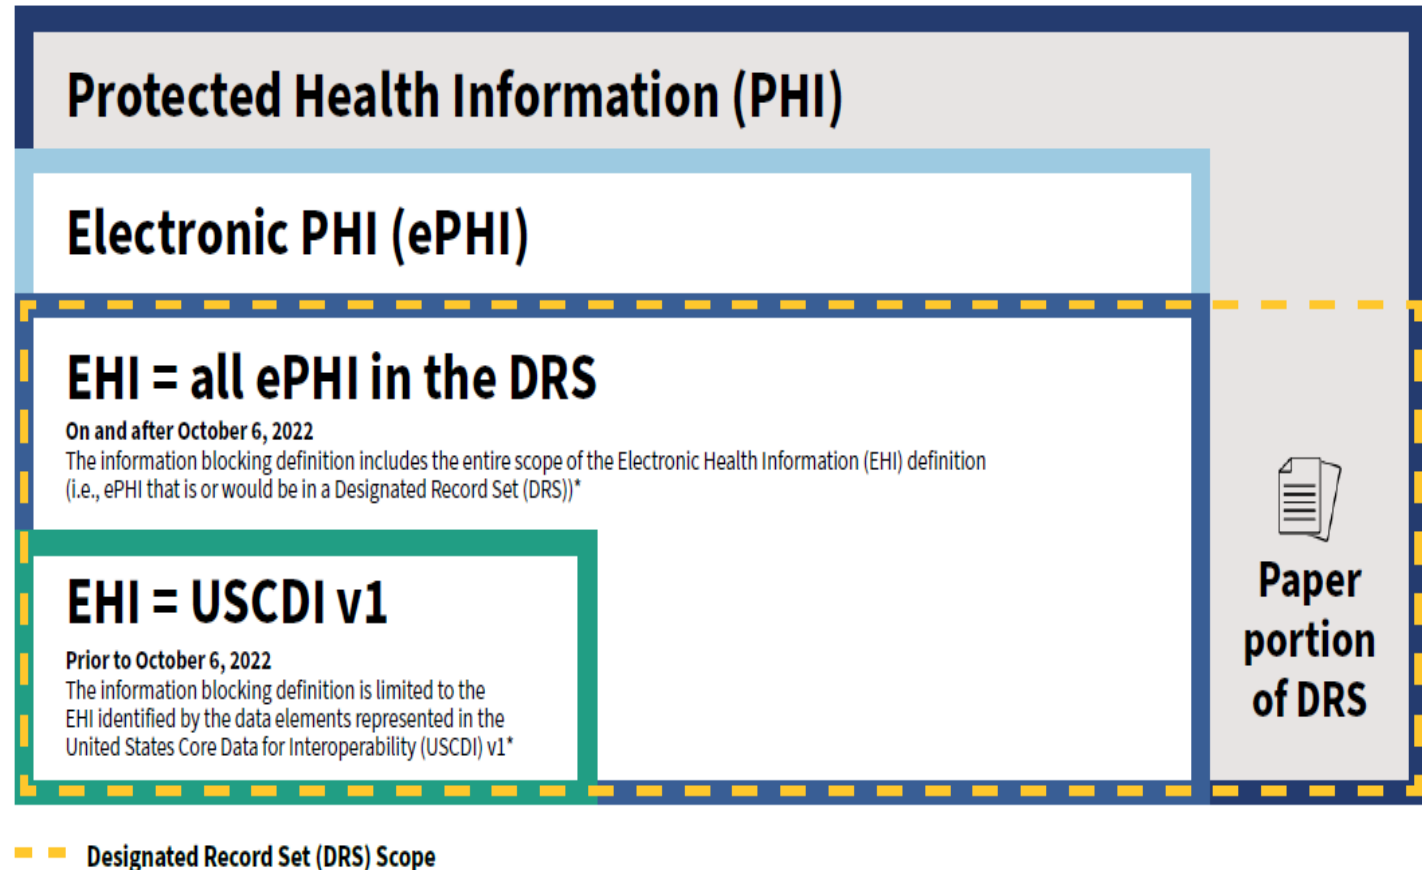 Protected Health Information (PHI)
Electronic PHI (ePHI)
EHI = all ePHI in the DRS
On and after October 6, 2022
The information blocking definition includes the entire scope of the Electronic Health Information (EHI) definition
(i.e., ePHI that is or would be in a Designated Record Set (DRS))*
EHI = USCDI v1
Prior to October 6, 2022
The information blocking definition is limited to the
EHI identified by the data elements represented in the
United States Core Data for Interoperability (USCDI) v1*
Paper
portion
of DRS
Designated Record Set (DRS) Scope